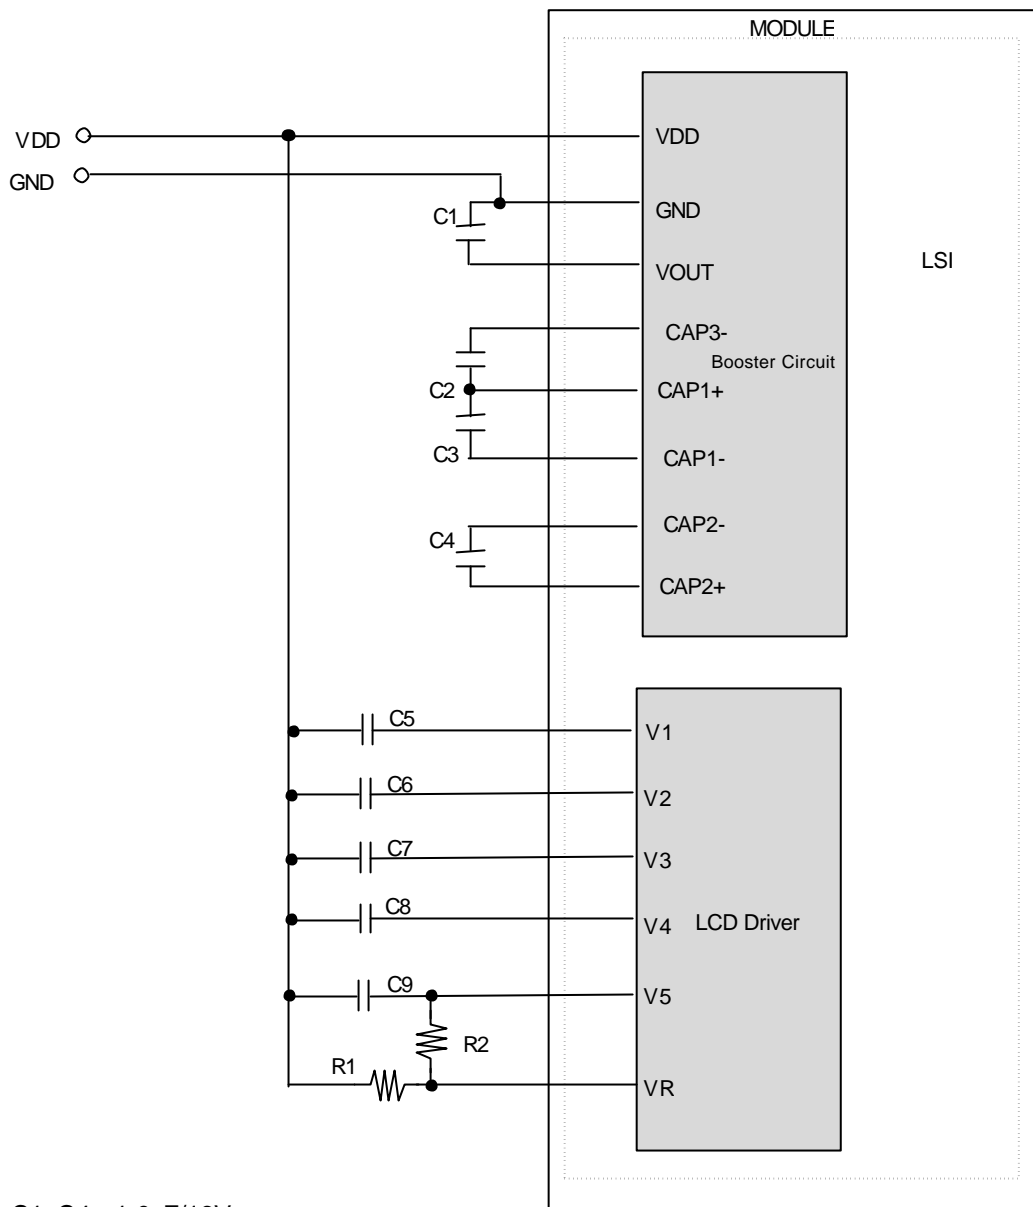 MODULE
VDD
VDD
GND
C1
GND
LSI
VOUT
CAP3-
Booster Circuit
C2
CAP1+
C3
CAP1-
C4
CAP2-
CAP2+
C5
V1
C6
V2
C7
V3
C8
V4
LCD Driver
C9
V5
R2
R1
VR